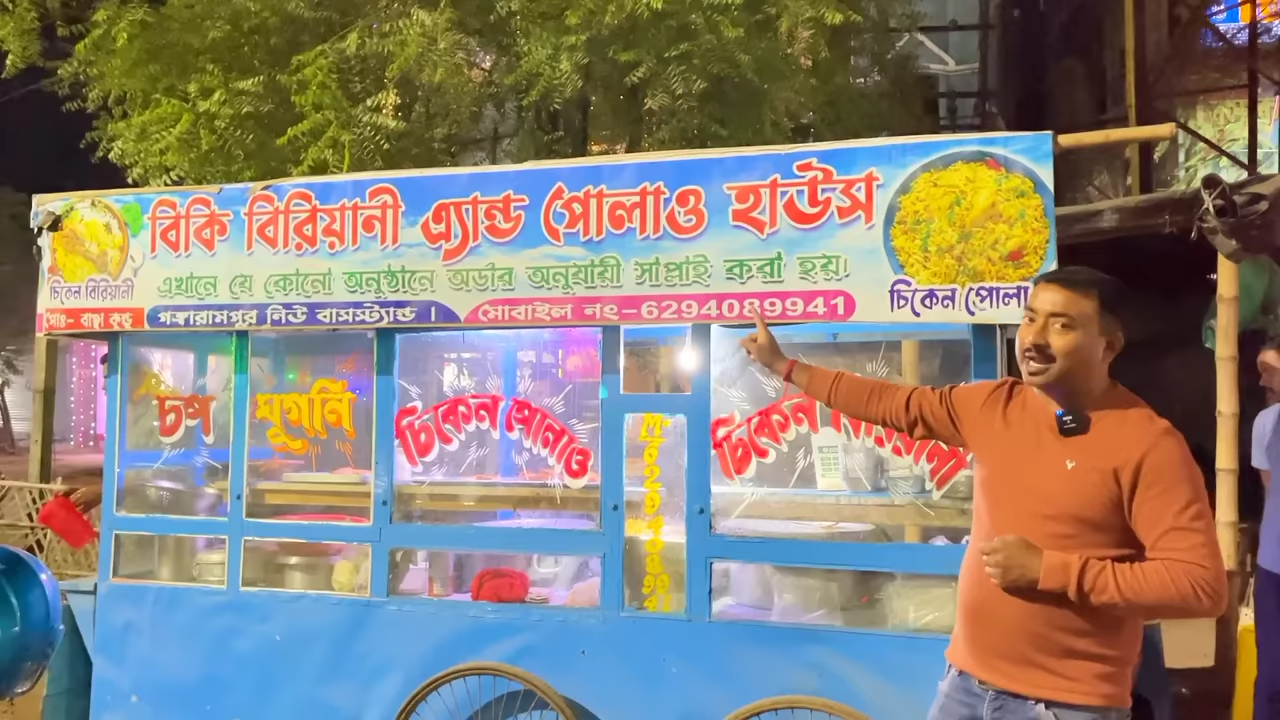 বিকি বিরিয়ানী এ্যান্ড পোলাও হাউস
এখানে যে কোনো অনুষ্ঠানে অর্ডার অনুযায়ী সাপ্লাই করা হয়।
চিকেন বিরিয়ানী
চিকেন পোলা
গঙ্গারামপুর নিউ বাসস্ট্যান্ড ।
মোবাইল নং-6294089941
চপ
ঘুগনি
চিকেন পোলাও
চিকেন বিরিয়ানী